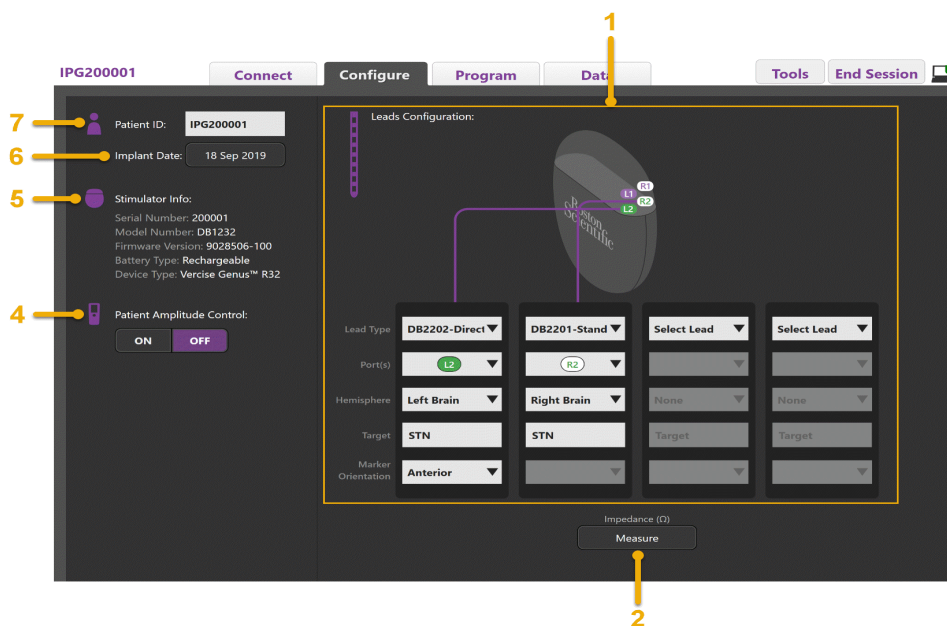 1
IPG200001
Connect
Configure
Program
Data
Tools
End Session
7
Patient ID:
IPG200001
6
Implant Date:
18 Sep 2019
5
Stimulator Info:
Serial Number: 200001
Model Number: DB1232
Firmware Version: 9028506-100
Battery Type: Rechargeable
Device Type: Vercise Genus™ R32
4
Patient Amplitude Control:
ON
OFF
Leads Configuration:
Boston
Scientific
L1
R1
R2
L2
Lead Type
DB2202-Direct
DB2201-Stand
Select Lead
Select Lead
Port(s)
L2
R2
Hemisphere
Left Brain
Right Brain
None
None
Target
STN
STN
Target
Target
Marker
Orientation
Anterior
Impedance (Ω)
Measure
2